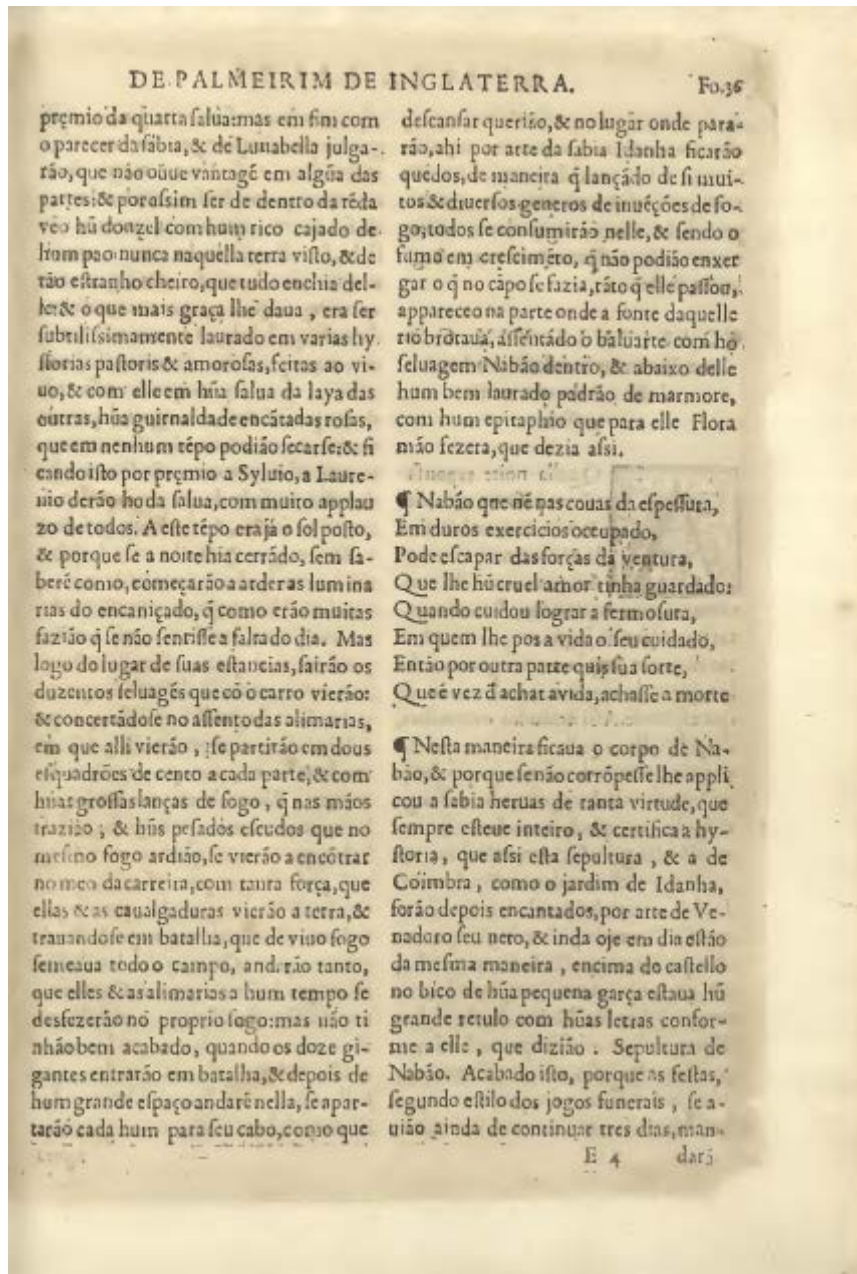 DE PALMEIRIM DE INGLATERRA. Fo.36
pręmio da quarta salua:mas em fim com
o parecer da sabia, & de Lunabella julga-
rão, que não ouue vantagẽ em algũa das
partes:& por assim ser de dentro da tẽda
veo hũ donzel com hum rico cajado de
hum pao nunca naquella terra visto, & de
tão estranho cheiro, que tudo enchia del-
le:& o que mais graça lhe daua , era ser
subtilissimamente laurado em varias hy
storias pastoris & amorosas, feitas ao vi-
uo, & com elle em hũa salua da laya das
outras, hũa guirnalda de encãtadas rosas,
que em nenhum tẽpo podião secarse:& fi
cando isto por pręmio a Syluio, a Laure-
nio derão ho da salua, com muito applau
zo de todos. A este tẽpo era já o sol posto,
& porque se a noite hia cerrãdo, sem sa-
berẽ como, começarão a arder as lumina
rias do encaniçado, q̃ como erão muitas
fazião q̃ se não sentisse a falta do dia. Mas
logo do lugar de suas estancias, sairão os
duzentos seluagẽs que cõ o carro vierão:
& concertãdose no assento das alimarias,
em que alli vierão , se partirão em dous
esquadrões de cento a cada parte, & com
hũas grossas lanças de fogo , q̃ nas mãos
trazião ; & hũs pesados escudos que no
mesmo fogo ardião, se vierão a encõtrar
no meo da carreira, com tanta força, que
ellas & as caualgaduras vierão a terra, &
trauandose em batalha, que de viuo fogo
semeaua todo o campo, andarão tanto,
que elles & as alimarias a hum tempo se
desfezerão no proprio fogo:mas não ti
nhão bem acabado, quando os doze gi-
gantes entrarão em batalha, & depois de
hum grande espaço andarẽ nella, se apar-
tarão cada hum para seu cabo, como que
descansar querião, & no lugar onde para-
rão, ahi por arte da sabia Idanha ficarão
quedos, de maneira q̃ lançãdo de si mui-
tos & diuersos generos de inuẽções de fo-
go, todos se consumirão nelle, & sendo o
fumo em crescimẽto, q̃ não podião enxer
gar o q̃ no cãpo se fazia, tãto q̃ elle passou,
appareceo na parte onde a fonte daquelle
rio brotaua, assentãdo o baluarte com ho
seluagem Nabão dentro, & abaixo delle
hum bem laurado padrão de marmore,
com hum epitaphio que para elle Flora
mão fezera, que dezia assi.
¶ Nabão que nẽ nas couas da espessura,
Em duros exercicios occupado,
Pode escapar das forças da ventura,
Que lhe hũ cruel amor tinha guardado:
Quando cuidou lograr a fermosura,
Em quem lhe pos a vida o seu cuidado,
Então por outra parte quis sua sorte,
Que ẽ vez d̃ achar a vida, achasse a morte
¶ Nesta maneira ficaua o corpo de Na-
bão, & porque se não corrõpesse lhe appli
cou a sabia heruas de tanta virtude, que
sempre esteue inteiro, & certifica a hy-
storia, que assi esta sepultura , & a de
Coimbra , como o jardim de Idanha,
forão depois encantados, por arte de Ve-
nadoro seu neto, & inda oje em dia estão
da mesma maneira , encima do castello
no bico de hũa pequena garça estaua hũ
grande retulo com hũas letras confor-
me a elle , que dizião . Sepultura de
Nabão. Acabado isto, porque as festas,
segundo estilo dos jogos funerais , se a-
uião ainda de continuar tres dias, man-
E 4 dará